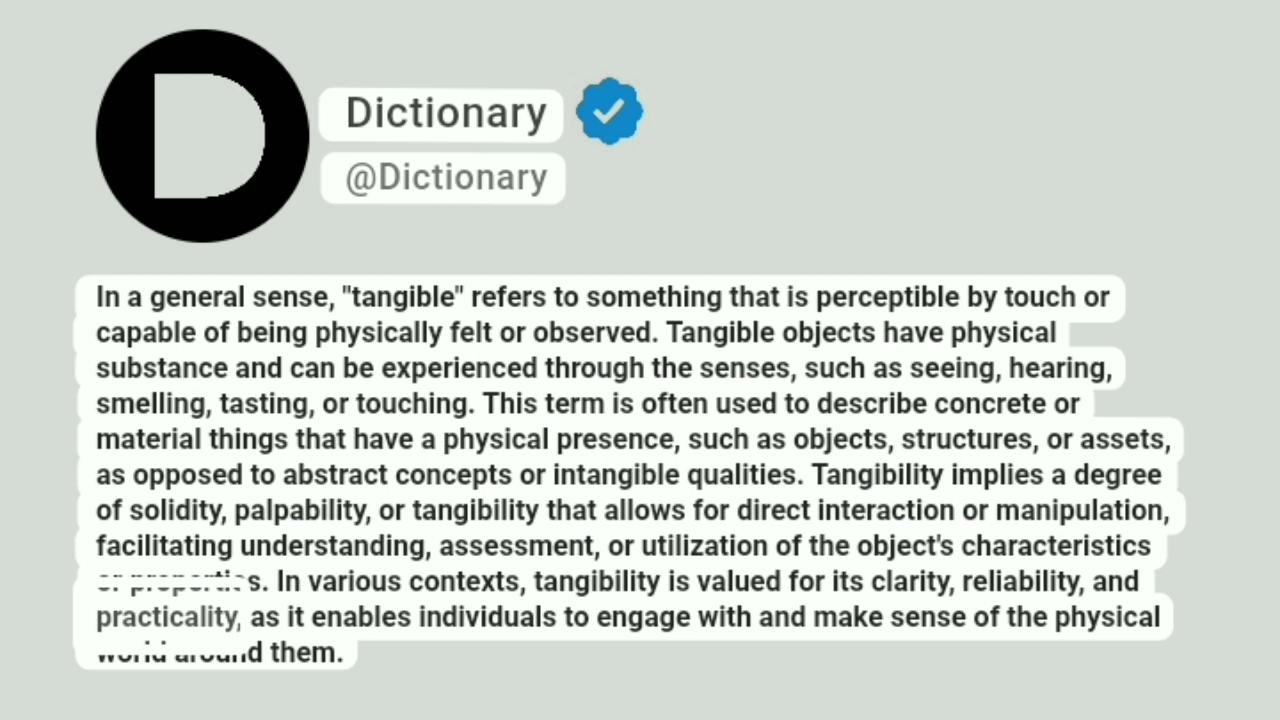 D
Dictionary
@Dictionary
In a general sense, "tangible" refers to something that is perceptible by touch or
capable of being physically felt or observed. Tangible objects have physical
substance and can be experienced through the senses, such as seeing, hearing,
smelling, tasting, or touching. This term is often used to describe concrete or
material things that have a physical presence, such as objects, structures, or assets,
as opposed to abstract concepts or intangible qualities. Tangibility implies a degree
of solidity, palpability, or tangibility that allows for direct interaction or manipulation,
facilitating understanding, assessment, or utilization of the object's characteristics
or properties. In various contexts, tangibility is valued for its clarity, reliability, and
practicality, as it enables individuals to engage with and make sense of the physical
world around them.